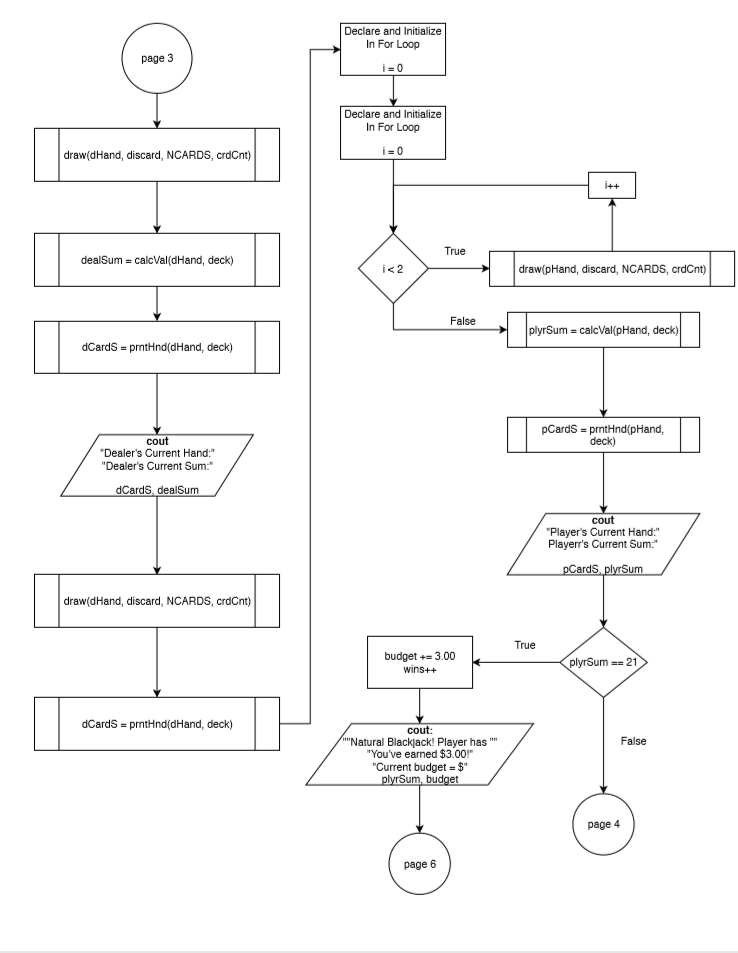 page 3
draw(dHand, discard, NCARDS, crdCnt)
dealSum = calcVal(dHand, deck)
dCardS = prntHnd(dHand, deck)
cout
"Dealer's Current Hand:"
"Dealer's Current Sum:"
dCardS, dealSum
draw(dHand, discard, NCARDS, crdCnt)
dCardS = prntHnd(dHand, deck)
Declare and Initialize
In For Loop
i = 0
Declare and Initialize
In For Loop
i = 0
i++
i < 2
True
draw(pHand, discard, NCARDS, crdCnt)
False
plyrSum = calcVal(pHand, deck)
pCardS = prntHnd(pHand,
deck)
cout
"Player's Current Hand:"
Playerr's Current Sum:"
pCardS, plyrSum
plyrSum == 21
True
budget += 3.00
wins++
cout:
""Natural Blackjack! Player has ""
"You've earned $3.00!"
"Current budget = $"
plyrSum, budget
page 6
False
page 4